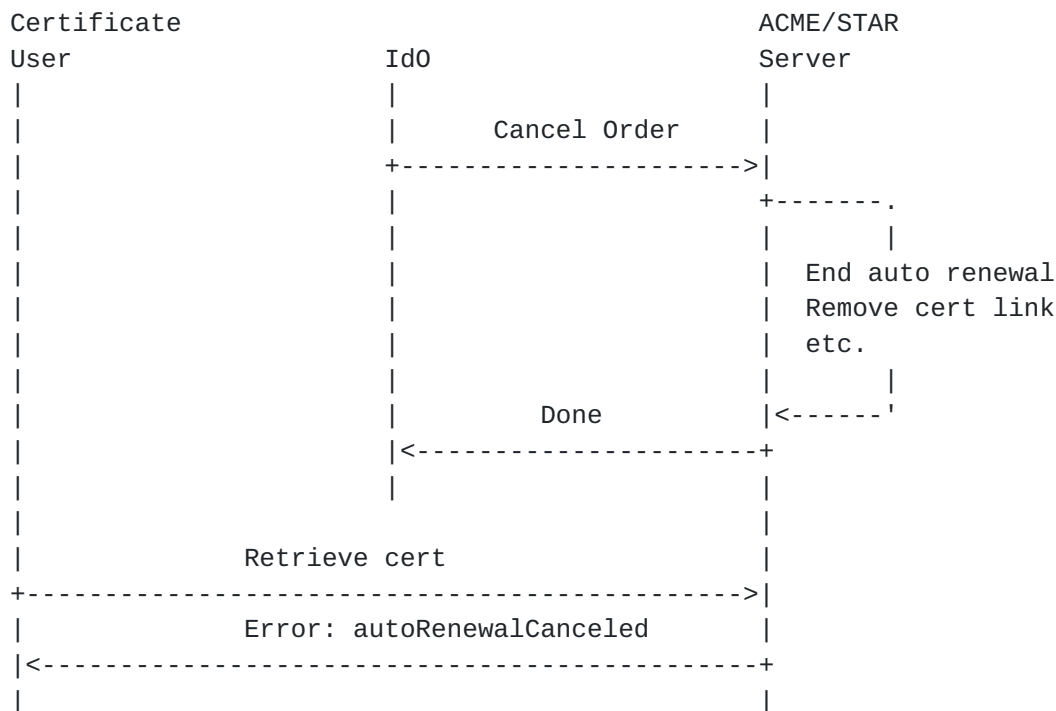 Certificate ACME/STAR
User IdO Server
Cancel Order
End auto renewal
Remove cert link
etc.
Done
Retrieve cert
Error: autoRenewalCanceled